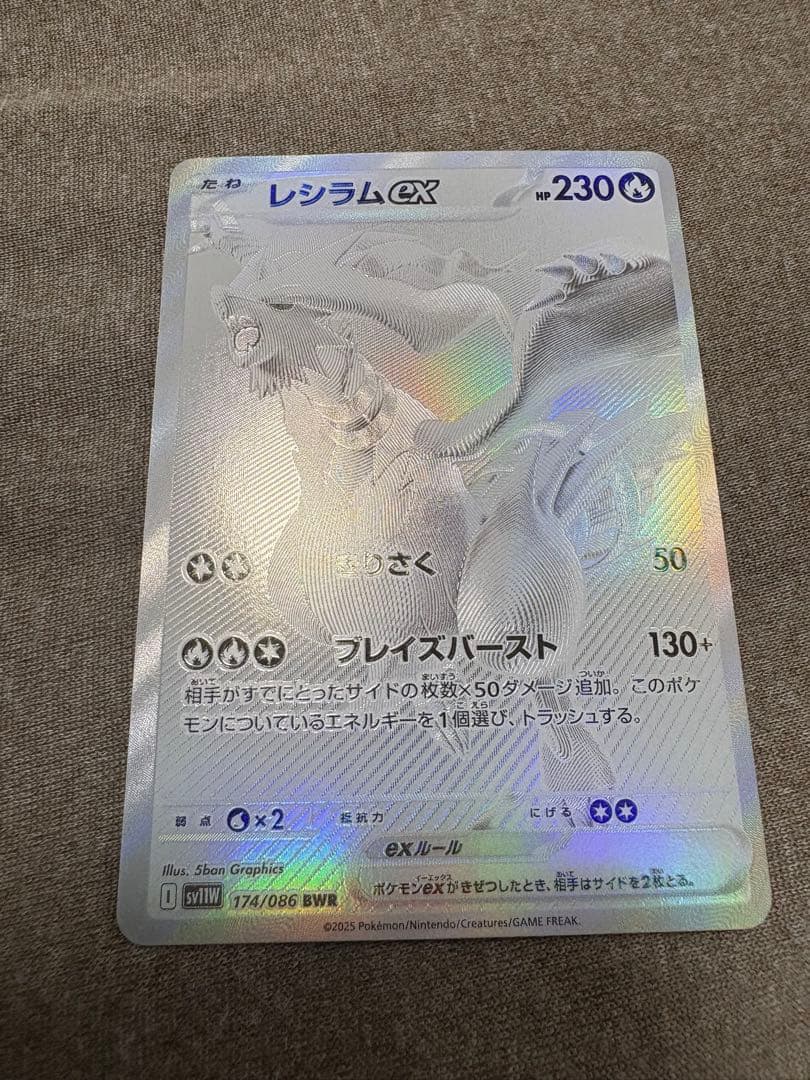 たね レシラムex HP 230
きりさく 50
ブレイズバースト 130+
相手がすでにとったサイドの枚数×50ダメージ追加。このポケ
モンについているエネルギーを1個選び、トラッシュする。
弱点 ×2 抵抗力 にげる
exルール
ポケモンexがきぜつしたとき、相手はサイドを2枚とる。
Illus. 5ban Graphics
I sv11W 174/086 BWR
©2025 Pokémon/Nintendo/Creatures/GAME FREAK.